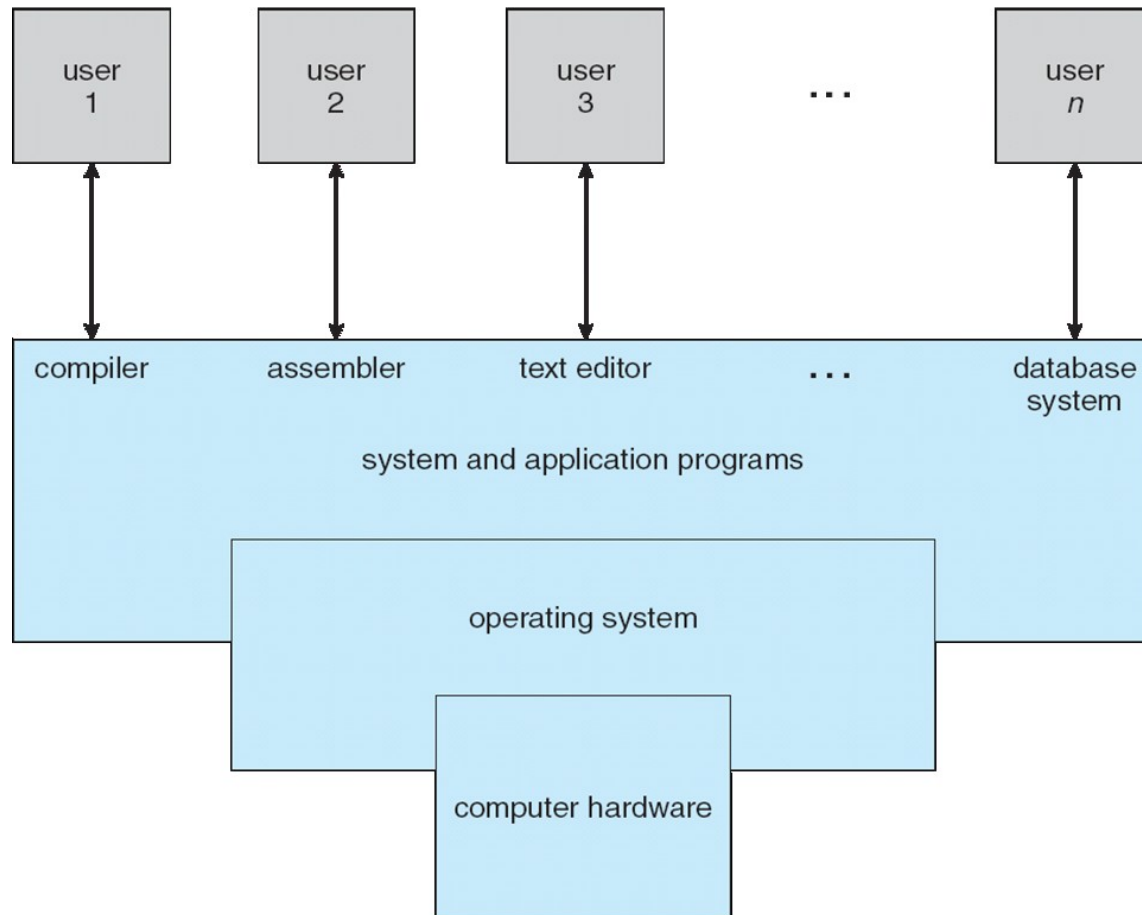 user
1
user
2
user
3
...
user
n
compiler
assembler
text editor
...
database
system
system and application programs
operating system
computer hardware